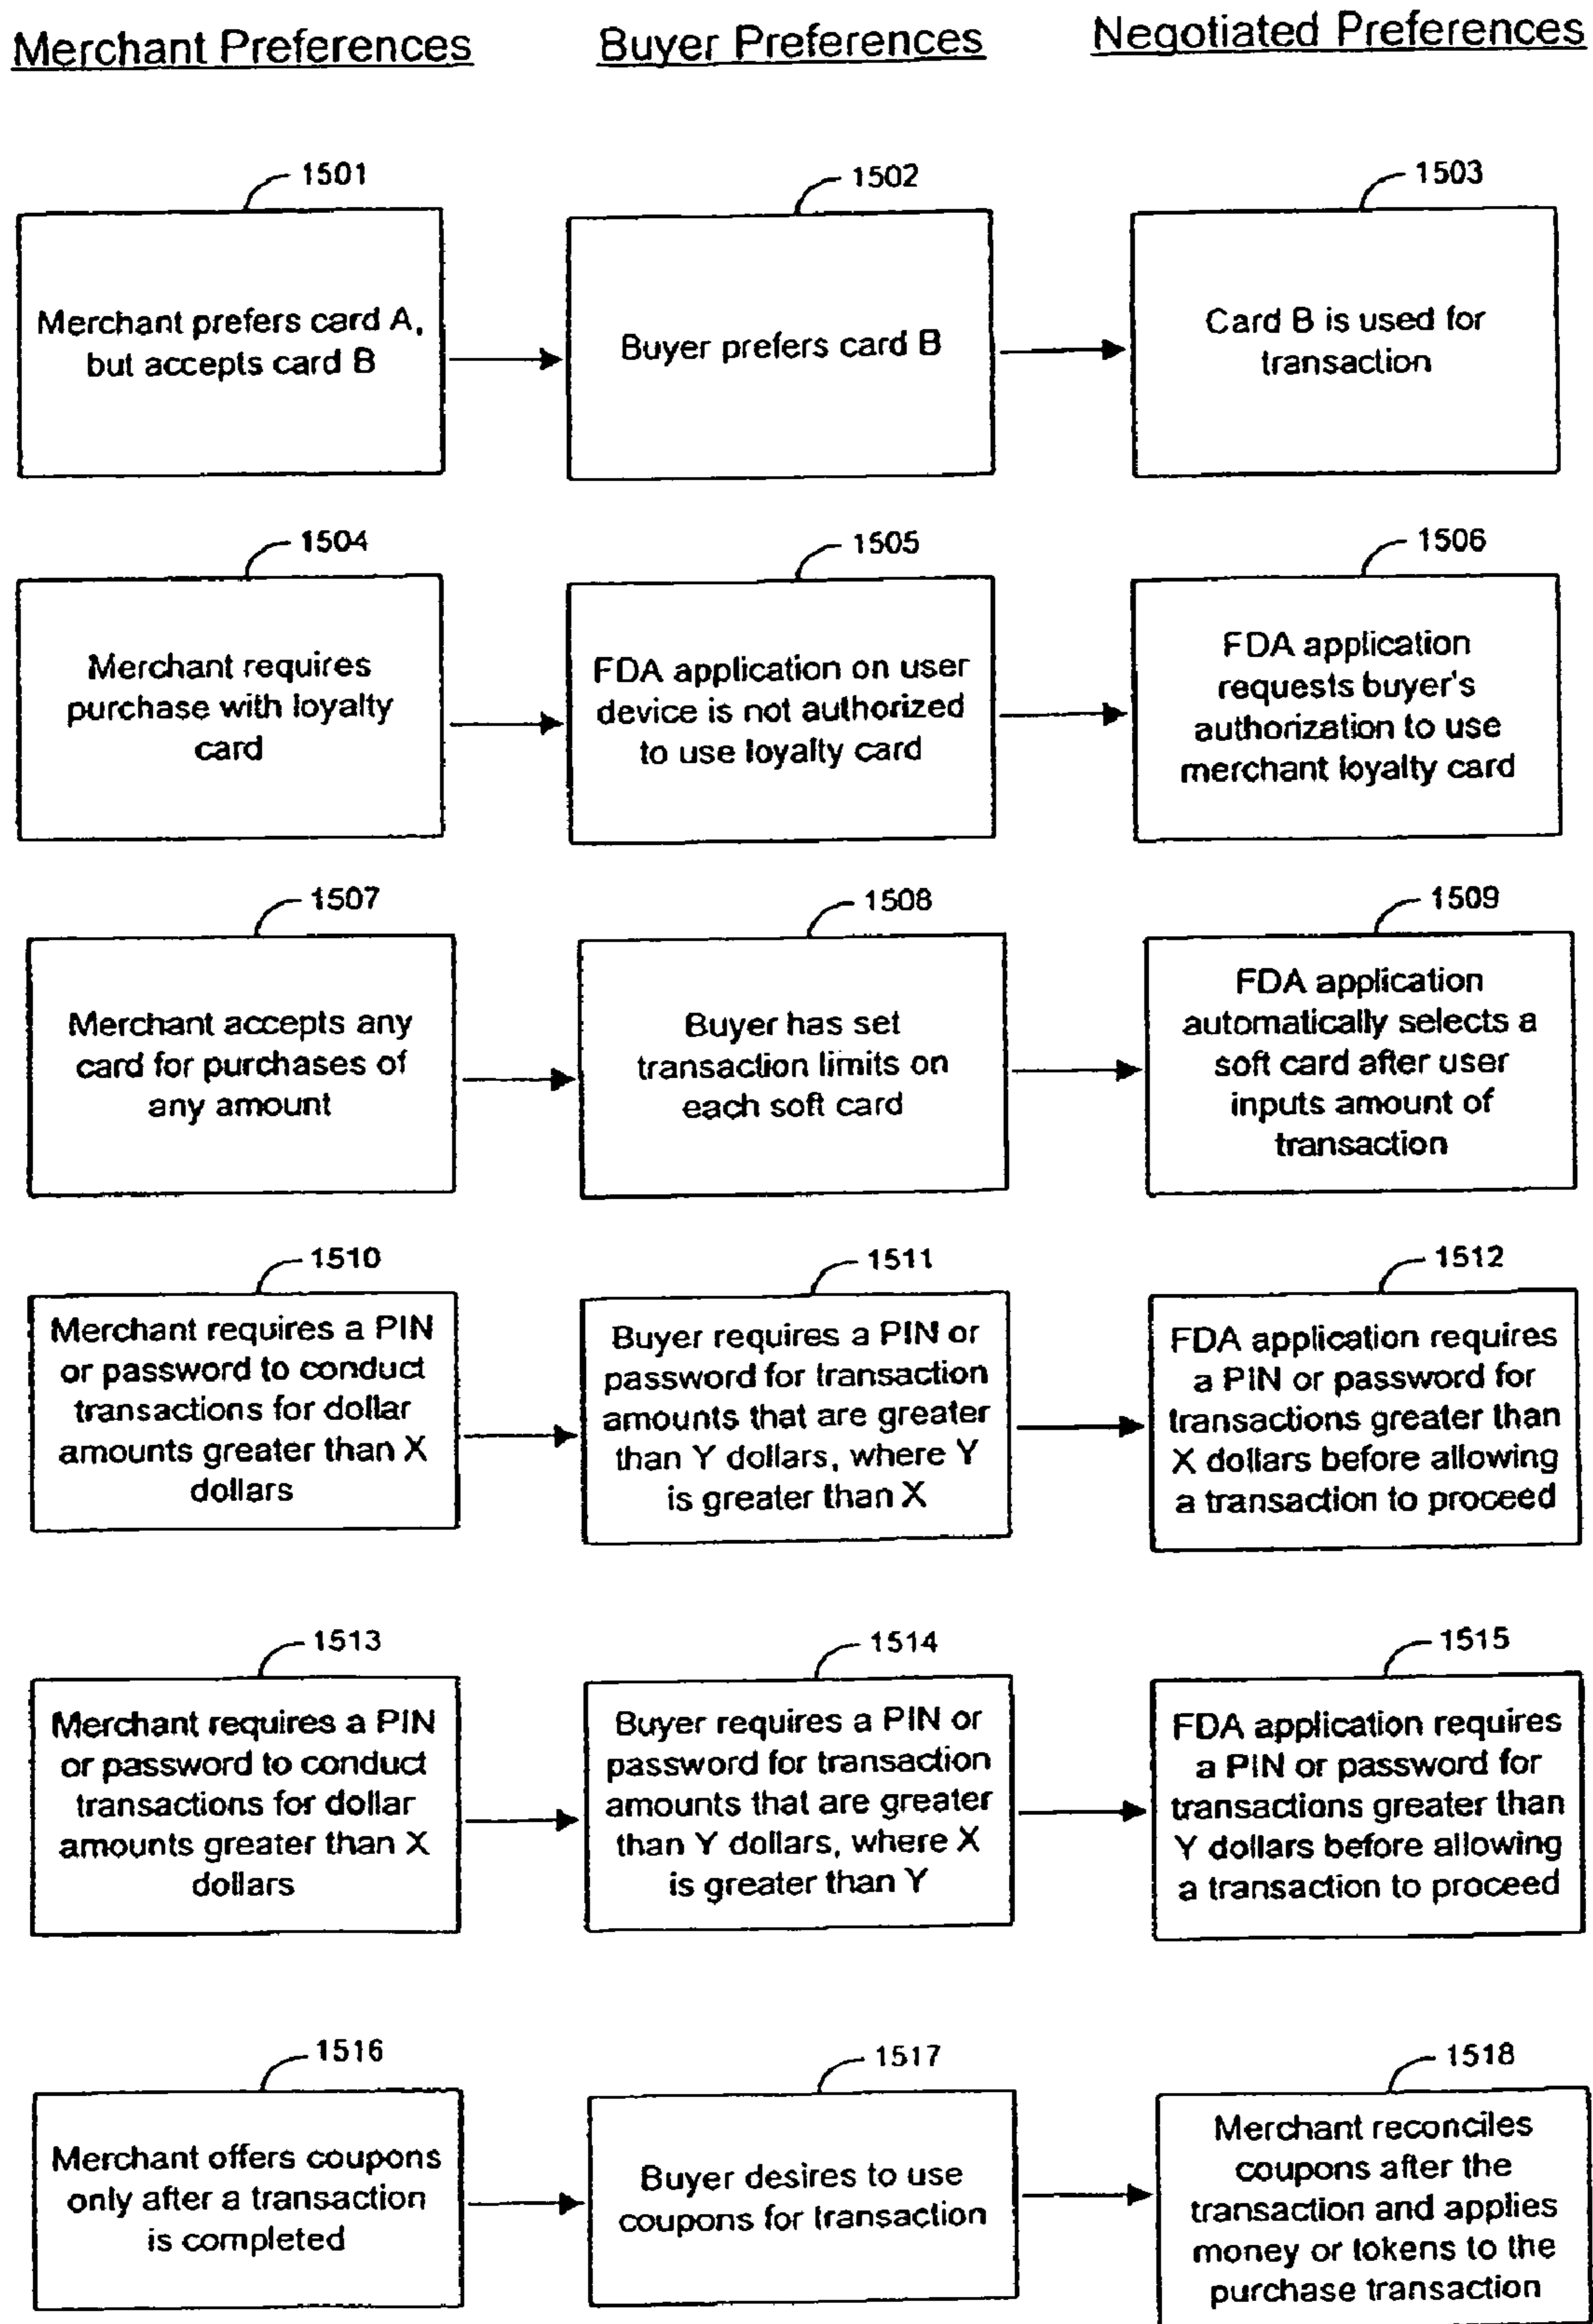 Merchant Preferences
Buyer Preferences
Negotiated Preferences
1501
Merchant prefers card A,
but accepts card B
1502
Buyer prefers card B
1503
Card B is used for
transaction
1504
Merchant requires
purchase with loyalty
card
1505
FDA application on user
device is not authorized
to use loyalty card
1506
FDA application
requests buyer's
authorization to use
merchant loyalty card
1507
Merchant accepts any
card for purchases of
any amount
1508
Buyer has set
transaction limits on
each soft card
1509
FDA application
automatically selects a
soft card after user
inputs amount of
transaction
1510
Merchant requires a PIN
or password to conduct
transactions for dollar
amounts greater than X
dollars
1511
Buyer requires a PIN or
password for transaction
amounts that are greater
than Y dollars, where Y
is greater than X
1512
FDA application requires
a PIN or password for
transactions greater than
X dollars before allowing
a transaction to proceed
1513
Merchant requires a PIN
or password to conduct
transactions for dollar
amounts greater than X
dollars
1514
Buyer requires a PIN or
password for transaction
amounts that are greater
than Y dollars, where X
is greater than Y
1515
FDA application requires
a PIN or password for
transactions greater than
Y dollars before allowing
a transaction to proceed
1516
Merchant offers coupons
only after a transaction
is completed
1517
Buyer desires to use
coupons for transaction
1518
Merchant reconciles
coupons after the
transaction and applies
money or tokens to the
purchase transaction